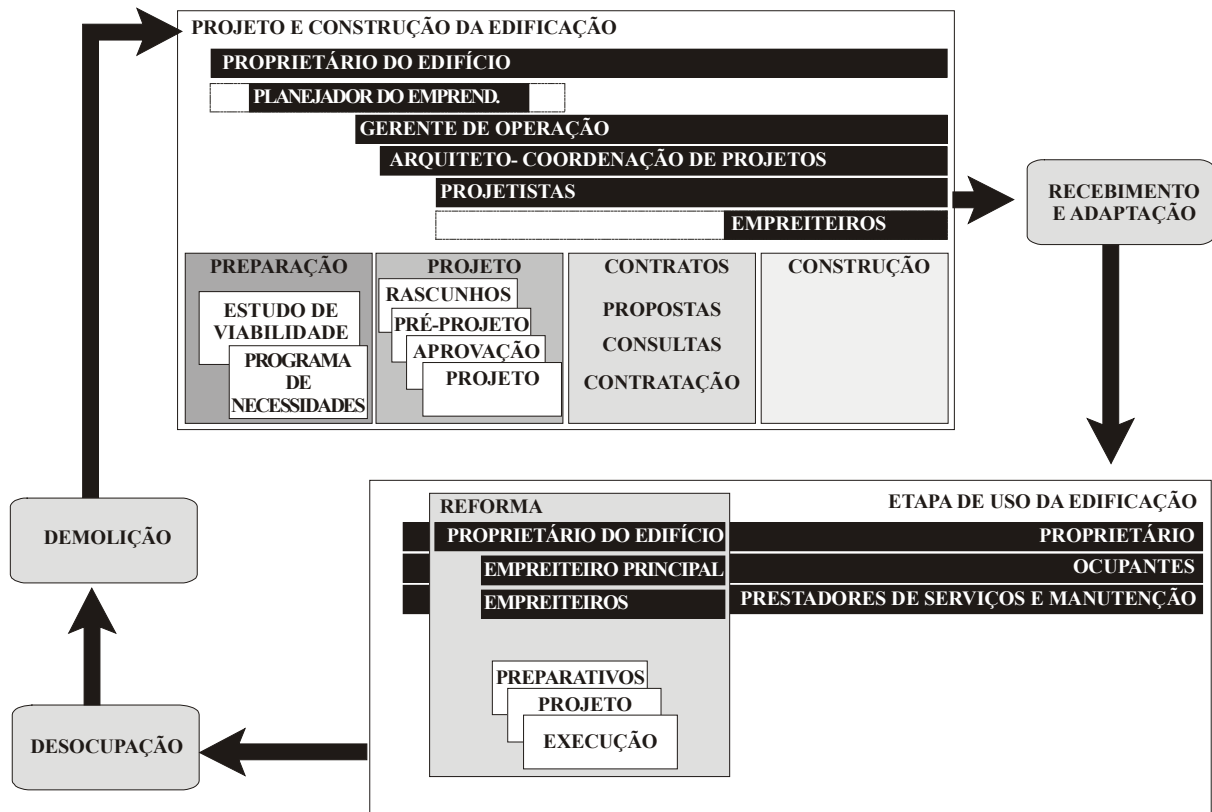 PROJETO E CONSTRUÇÃO DA EDIFICAÇÃO
PROPRIETÁRIO DO EDIFÍCIO
PLANEJADOR DO EMPREND.
GERENTE DE OPERAÇÃO
ARQUITETO- COORDENAÇÃO DE PROJETOS
PROJETISTAS
EMPREITEIROS
PREPARAÇÃO
ESTUDO DE
VIABILIDADE
PROGRAMA
DE
NECESSIDADES
PROJETO
RASCUNHOS
PRÉ-PROJETO
APROVAÇÃO
PROJETO
CONTRATOS
PROPOSTAS
CONSULTAS
CONTRATAÇÃO
CONSTRUÇÃO
RECEBIMENTO
E ADAPTAÇÃO
ETAPA DE USO DA EDIFICAÇÃO
PROPRIETÁRIO
OCUPANTES
PRESTADORES DE SERVIÇOS E MANUTENÇÃO
REFORMA
PROPRIETÁRIO DO EDIFÍCIO
EMPREITEIRO PRINCIPAL
EMPREITEIROS
PREPARATIVOS
PROJETO
EXECUÇÃO
DESOCUPAÇÃO
DEMOLIÇÃO